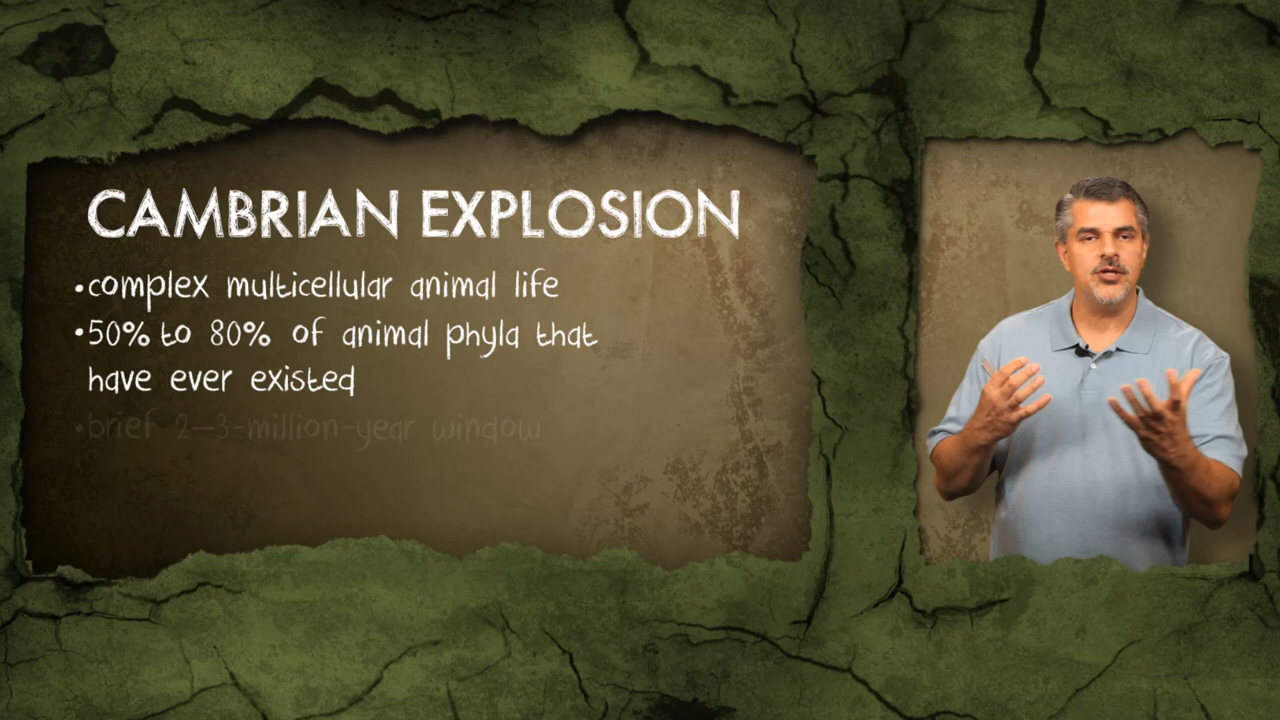 CAMBRIAN EXPLOSION
•complex multicellular animal life
•50% to 80% of animal phyla that
have ever existed
•brief 2–3-million-year window